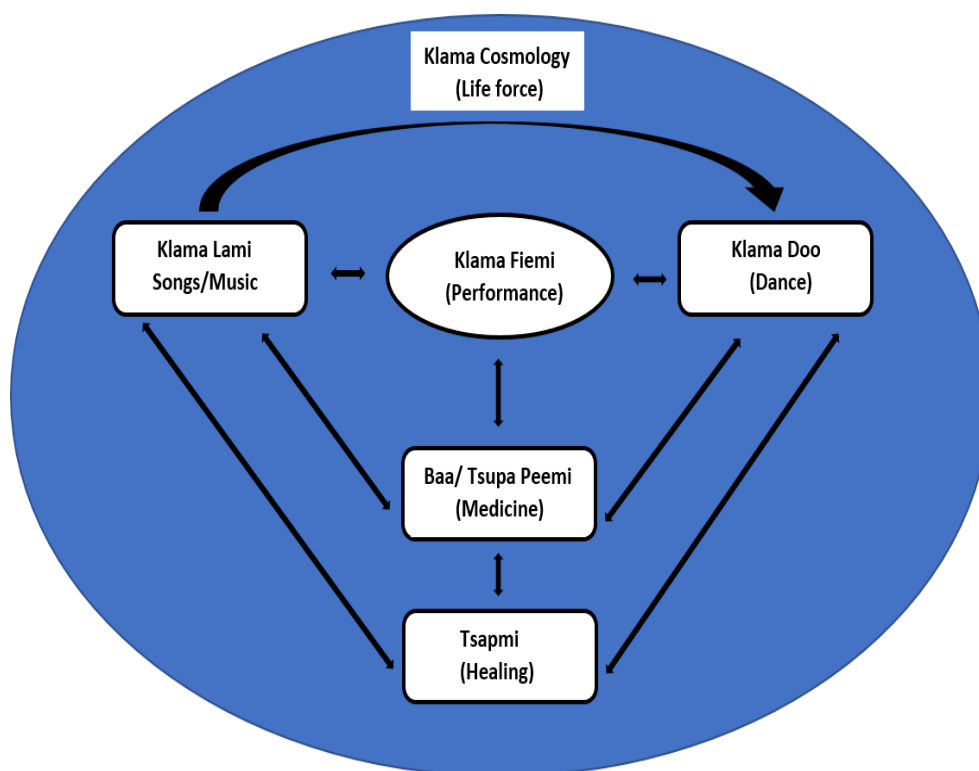 Klama Cosmology
(Life force)
Klama Lami
Songs/Music
Klama Fiemi
(Performance)
Klama Doo
(Dance)
Baa/ Tsupa Peemi
(Medicine)
Tsapmi
(Healing)